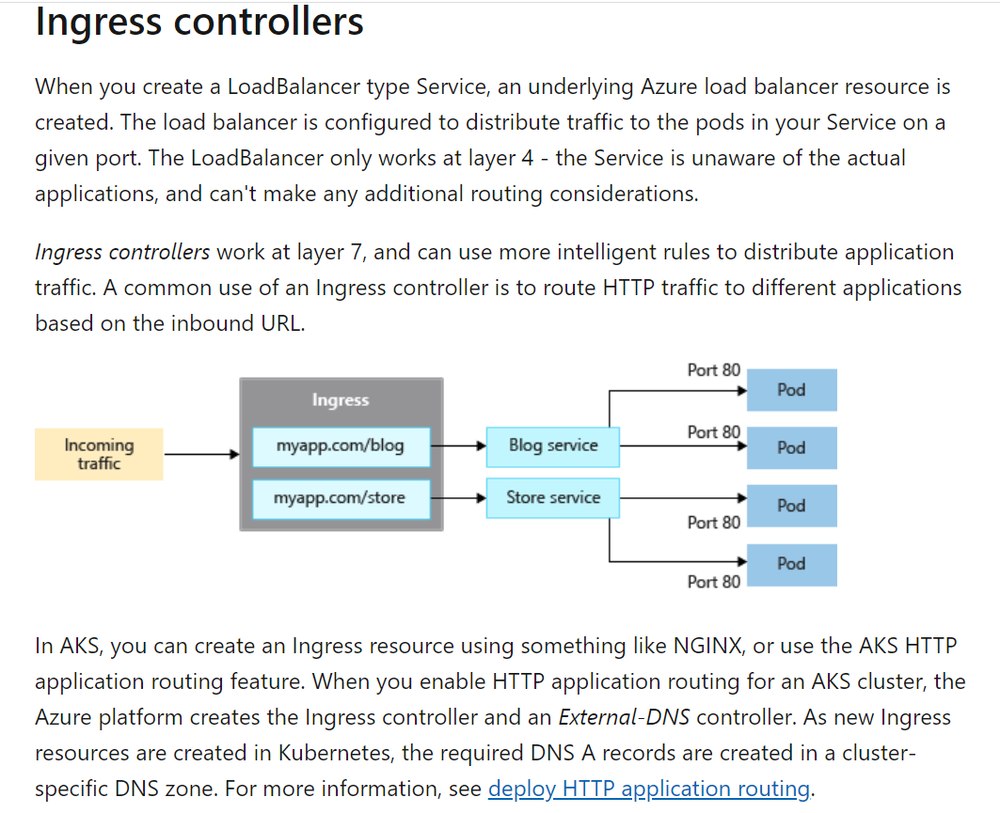 Ingress controllers
When you create a LoadBalancer type Service, an underlying Azure load balancer resource is
created. The load balancer is configured to distribute traffic to the pods in your Service on a
given port. The LoadBalancer only works at layer 4 - the Service is unaware of the actual
applications, and can't make any additional routing considerations.
Ingress controllers work at layer 7, and can use more intelligent rules to distribute application
traffic. A common use of an Ingress controller is to route HTTP traffic to different applications
based on the inbound URL.
Incoming
traffic
Ingress
myapp.com/blog
myapp.com/store
Blog service
Store service
Port 80
Pod
Port 80
Pod
Pod
Port 80
Pod
Port 80
In AKS, you can create an Ingress resource using something like NGINX, or use the AKS HTTP
application routing feature. When you enable HTTP application routing for an AKS cluster, the
Azure platform creates the Ingress controller and an External-DNS controller. As new Ingress
resources are created in Kubernetes, the required DNS A records are created in a cluster-
specific DNS zone. For more information, see deploy HTTP application routing.